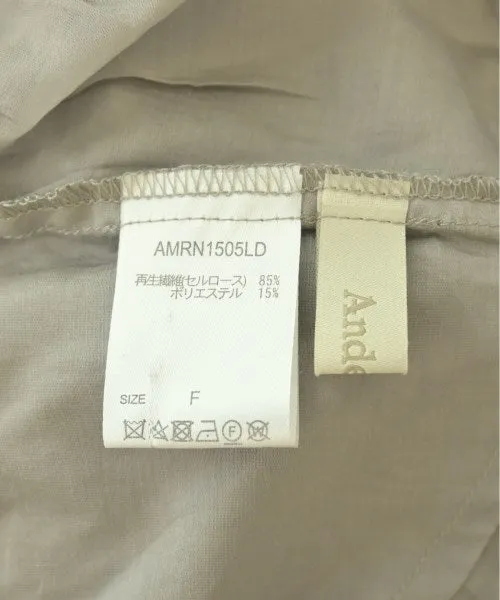 AMRN1505LD
再生繊維(セルロース) 85%
ポリエステル 15%
SIZE F
F
W
Ande